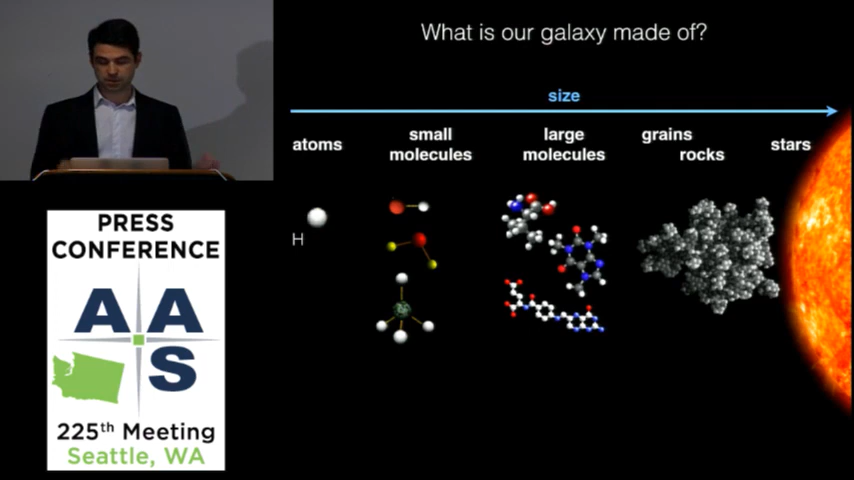 What is our galaxy made of?
size
atoms
small
molecules
large
molecules
grains
rocks
stars
H
PRESS
CONFERENCE
AAS
225th Meeting
Seattle, WA